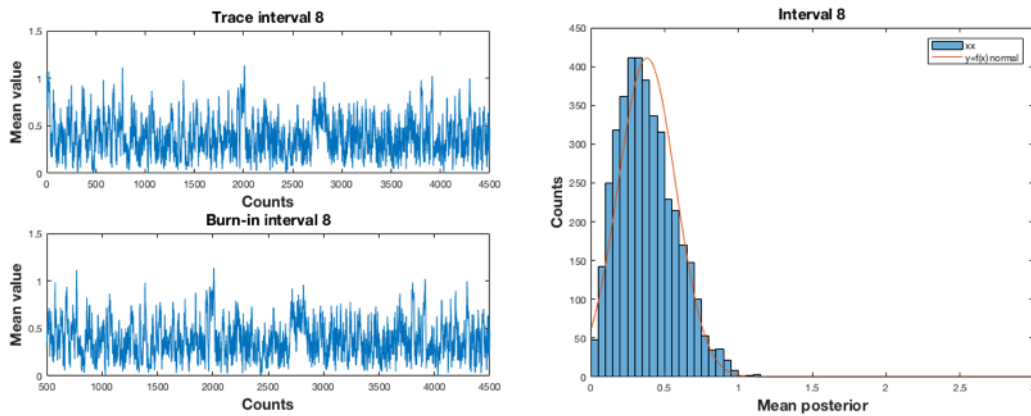 Trace interval 8
1.5
1
0.5
0
Mean value
0 500 1000 1500 2000 2500 3000 3500 4000 4500
Counts
Burn-in interval 8
1.5
1
0.5
0
Mean value
500 1000 1500 2000 2500 3000 3500 4000 4500
Counts
Interval 8
450
400
350
300
250
200
150
100
50
0
Counts
xx
y=f(x) normal
0 0.5 1 1.5 2 2.5
Mean posterior